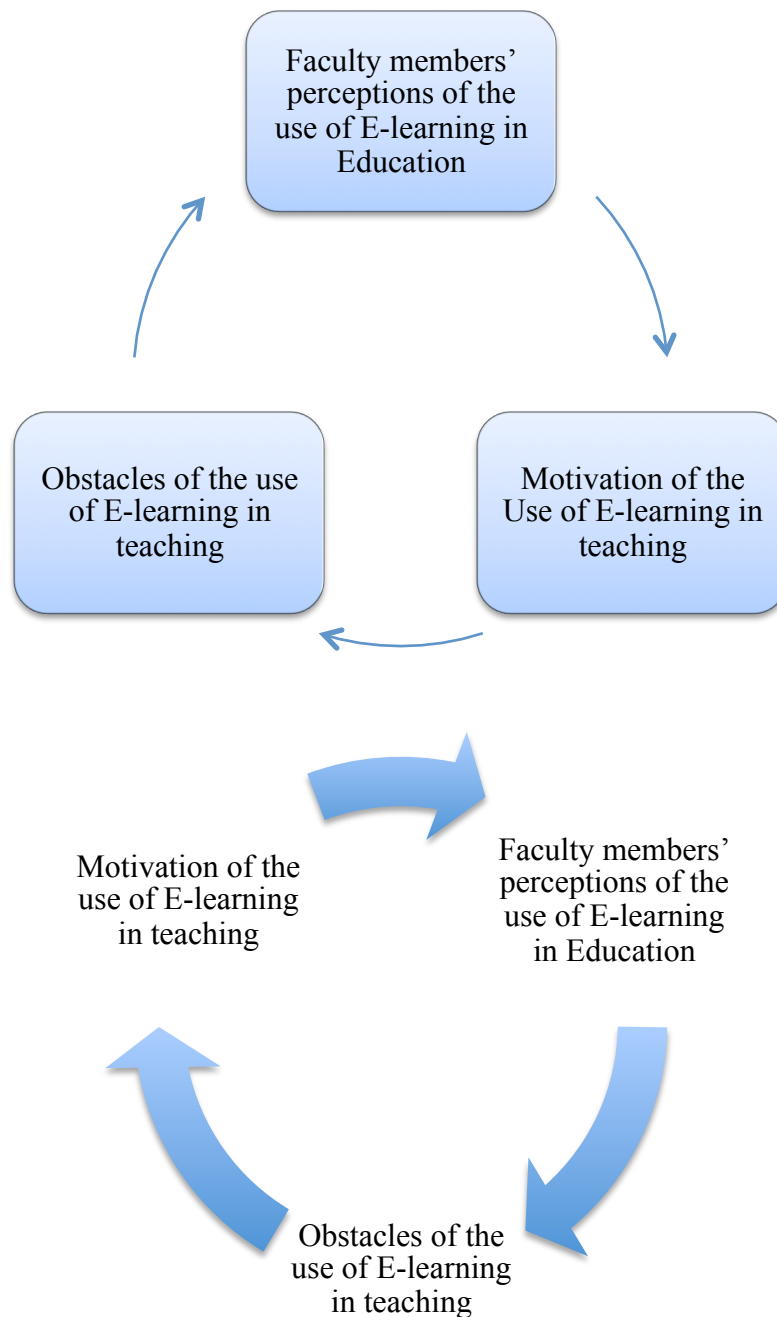 Faculty members’
perceptions of the
use of E-learning in
Education
Obstacles of the use
of E-learning in
teaching
Motivation of the
Use of E-learning in
teaching
Motivation of the
use of E-learning
in teaching
Faculty members’
perceptions of the
use of E-learning
in Education
Obstacles of the
use of E-learning
in teaching